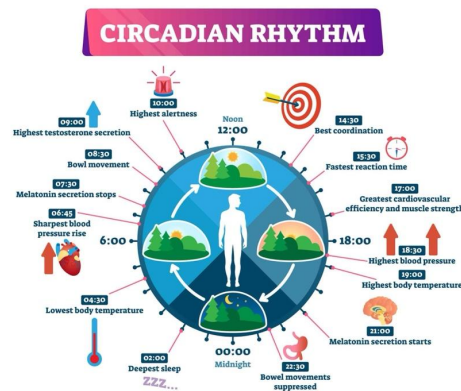 CIRCADIAN RHYTHM
10:00
Highest alertness
09:00
Highest testosterone secretion
08:30
Bowel movement
07:30
Melatonin secretion stops
06:45
Sharpest blood
pressure rise
6:00
04:30
Lowest body temperature
02:00
Deepest sleep
ZZZ...
Noon
12:00
14:30
Best coordination
15:30
Fastest reaction time
17:00
Greatest cardiovascular
efficiency and muscle strength
18:00
18:30
Highest blood pressure
19:00
Highest body temperature
21:00
Melatonin secretion starts
22:30
Bowel movements
suppressed
00:00
Midnight